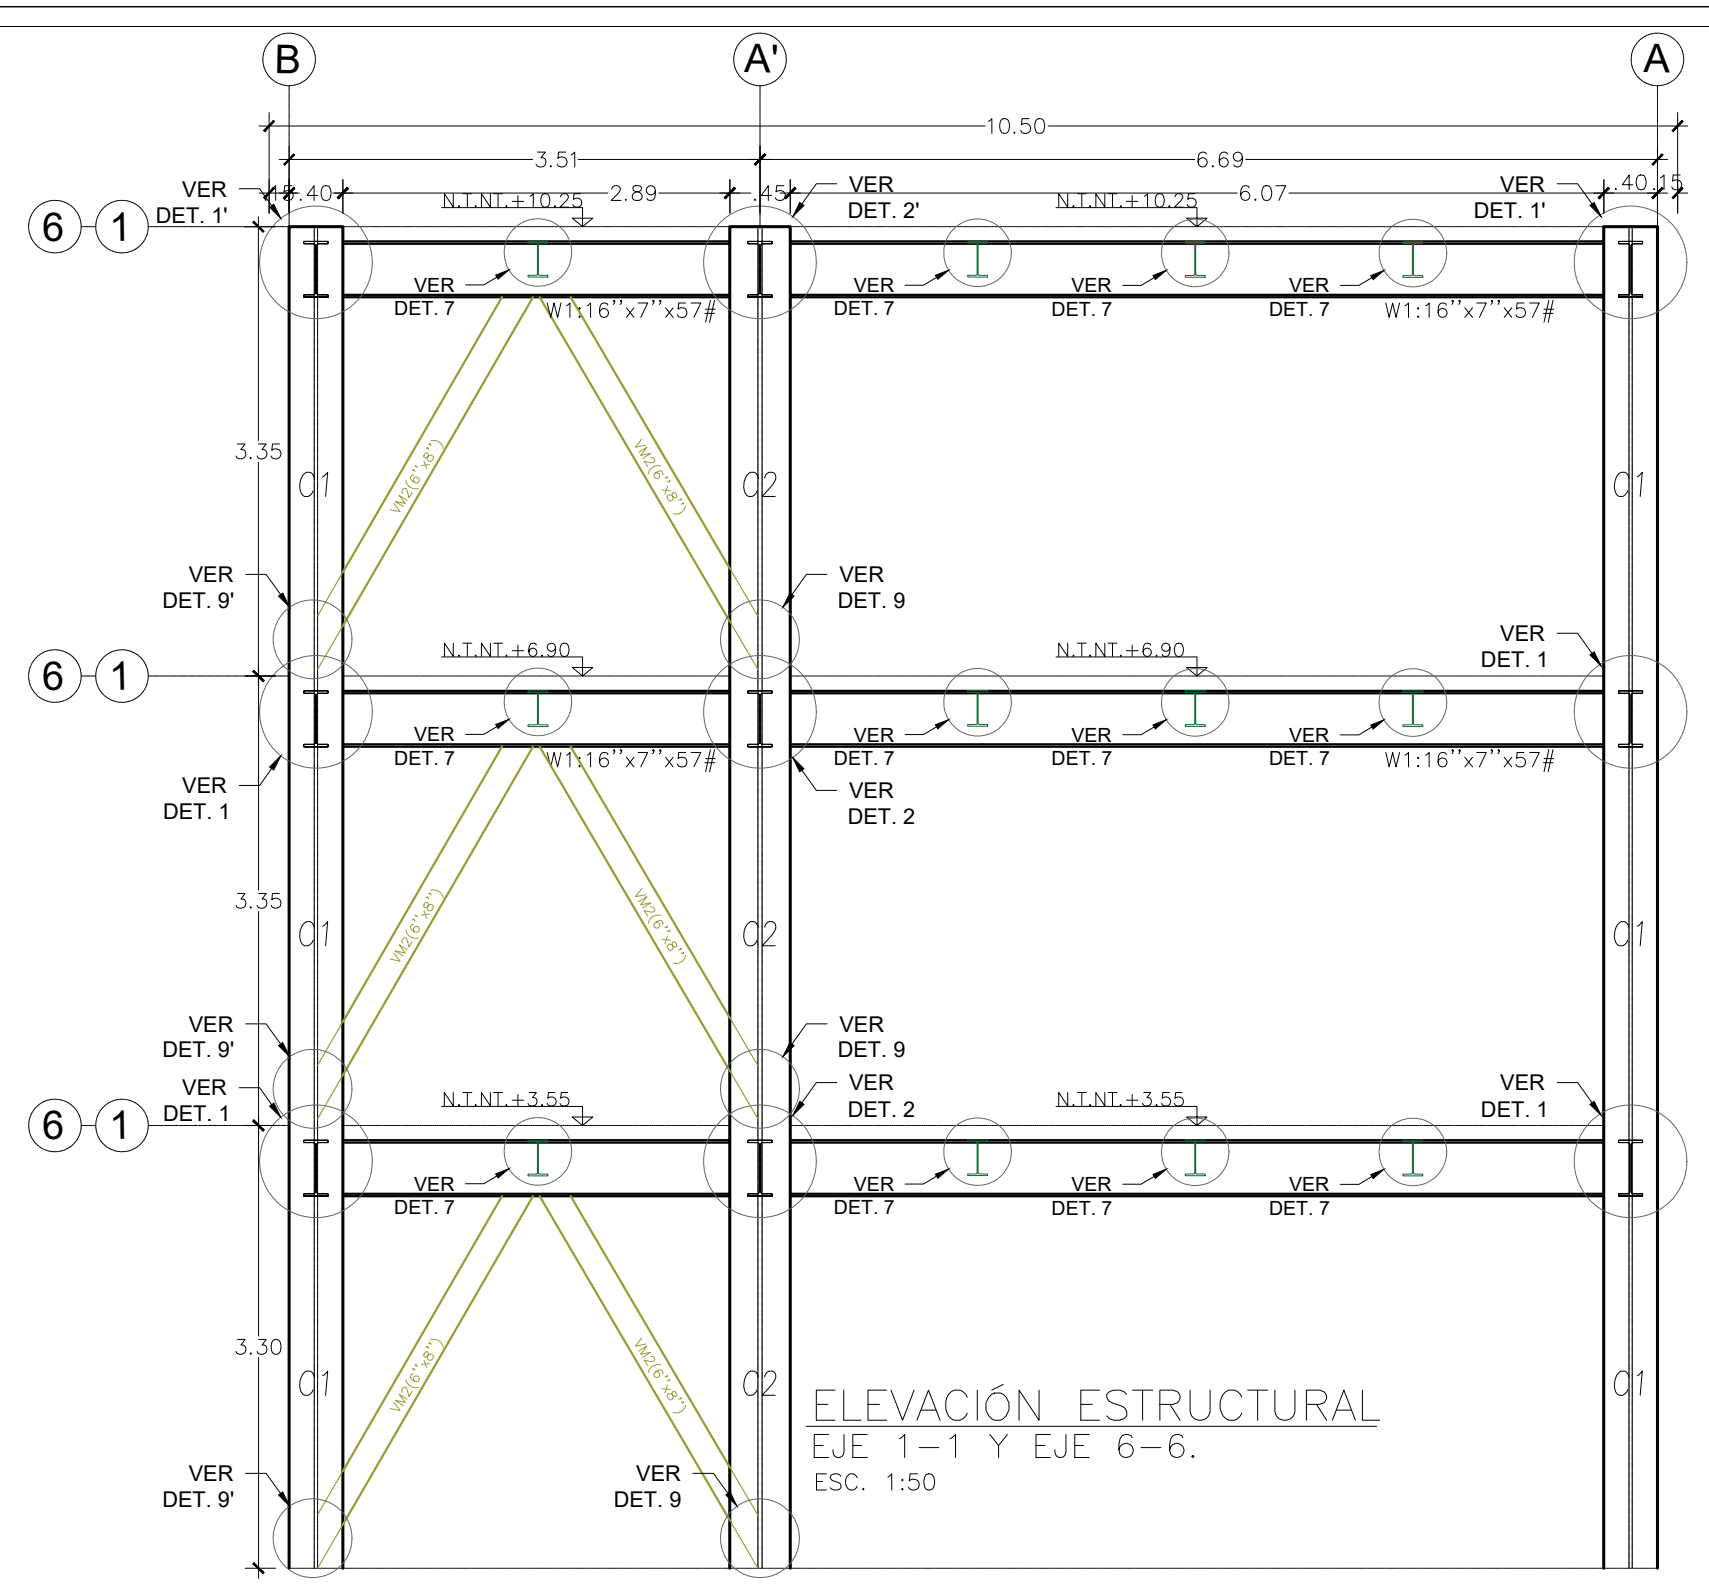 B
A'
A
10.50
3.51
6.69
.15
.40
2.89
.45
6.07
.40
.15
VER
DET. 1'
N.T.NT.+10.25
VER
DET. 2'
N.T.NT.+10.25
VER
DET. 1'
6
1
VER
DET. 7
W1:16''x7''x57#
VER
DET. 7
VER
DET. 7
VER
DET. 7
W1:16''x7''x57#
3.35
C1
VM2(6''x8'')
VM2(6''x8'')
C2
C1
VER
DET. 9'
VER
DET. 9
N.T.NT.+6.90
N.T.NT.+6.90
VER
DET. 1
6
1
VER
DET. 7
W1:16''x7''x57#
VER
DET. 7
VER
DET. 7
VER
DET. 7
W1:16''x7''x57#
VER
DET. 1
VER
DET. 2
3.35
C1
VM2(6''x8'')
VM2(6''x8'')
C2
C1
VER
DET. 9'
VER
DET. 9
VER
DET. 1
N.T.NT.+3.55
VER
DET. 2
N.T.NT.+3.55
VER
DET. 1
6
1
VER
DET. 7
VER
DET. 7
VER
DET. 7
VER
DET. 7
3.30
C1
VM2(6''x8'')
VM2(6''x8'')
C2
C1
ELEVACIÓN ESTRUCTURAL
EJE 1-1 Y EJE 6-6.
ESC. 1:50
VER
DET. 9'
VER
DET. 9